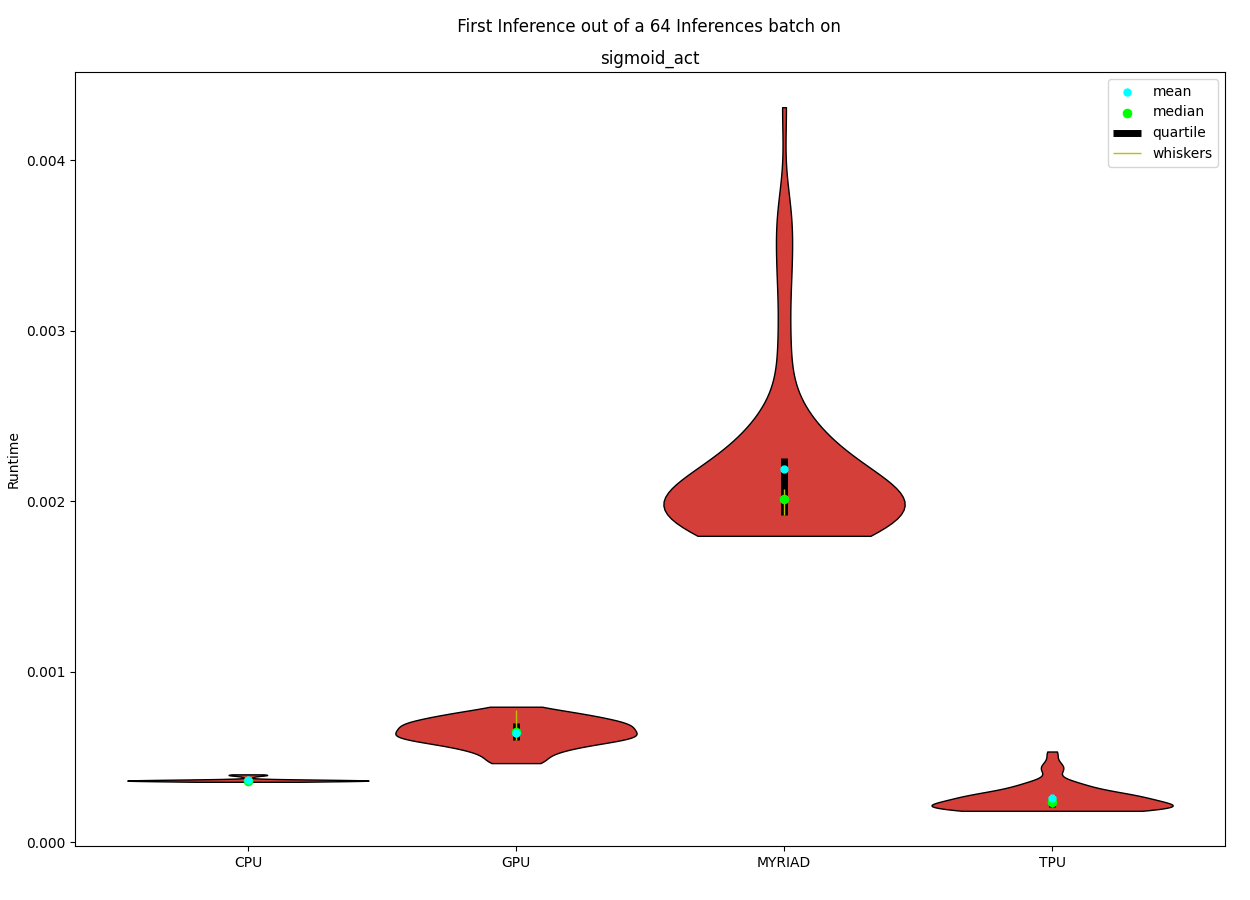 First Inference out of a 64 Inferences batch on
sigmoid_act
mean
median
quartile
whiskers
Runtime
0.004
0.003
0.002
0.001
0.000
CPU GPU MYRIAD TPU